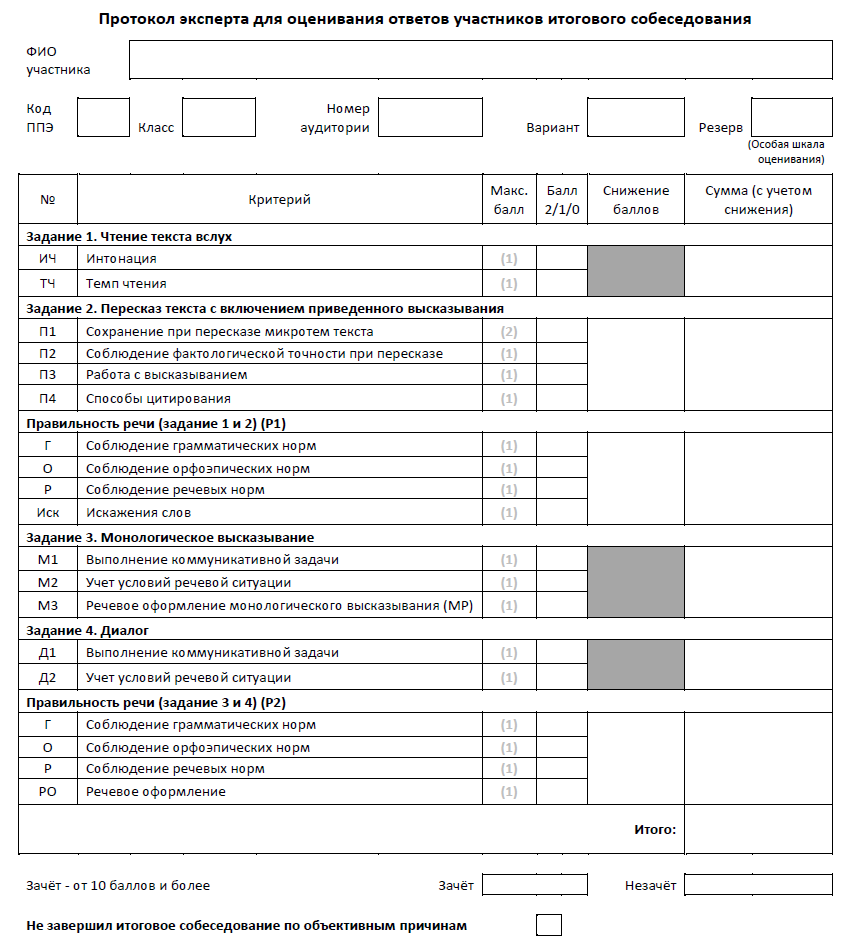 Протокол эксперта для оценивания ответов участников итогового собеседования
ФИО
участника
Код
ППЭ
Класс
Номер
аудитории
Вариант
Резерв
(Особая шкала
оценивания)
№ Критерий Макс. балл Балл 2/1/0 Снижение баллов Сумма (с учетом снижения)
Задание 1. Чтение текста вслух
ИЧ Интонация (1)
ТЧ Темп чтения (1)
Задание 2. Пересказ текста с включением приведенного высказывания
П1 Сохранение при пересказе микротем текста (2)
П2 Соблюдение фактологической точности при пересказе (1)
П3 Работа с высказыванием (1)
П4 Способы цитирования (1)
Правильность речи (задание 1 и 2) (Р1)
Г Соблюдение грамматических норм (1)
О Соблюдение орфоэпических норм (1)
Р Соблюдение речевых норм (1)
Иск Искажения слов (1)
Задание 3. Монологическое высказывание
М1 Выполнение коммуникативной задачи (1)
М2 Учет условий речевой ситуации (1)
М3 Речевое оформление монологического высказывания (МР) (1)
Задание 4. Диалог
Д1 Выполнение коммуникативной задачи (1)
Д2 Учет условий речевой ситуации (1)
Правильность речи (задание 3 и 4) (Р2)
Г Соблюдение грамматических норм (1)
О Соблюдение орфоэпических норм (1)
Р Соблюдение речевых норм (1)
РО Речевое оформление (1)
Итого:
Зачёт - от 10 баллов и более Зачёт Незачёт
Не завершил итоговое собеседование по объективным причинам